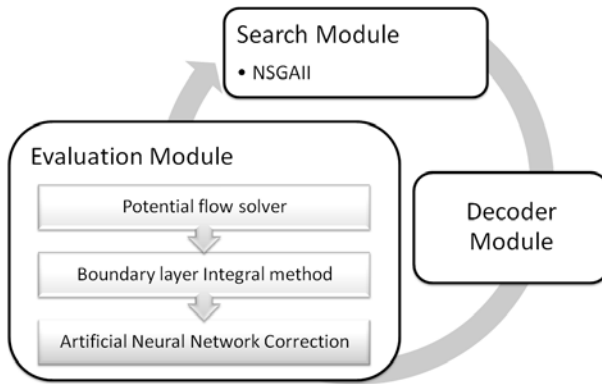 Search Module
• NSGAII
Evaluation Module
Potential flow solver
Boundary layer Integral method
Artificial Neural Network Correction
Decoder
Module